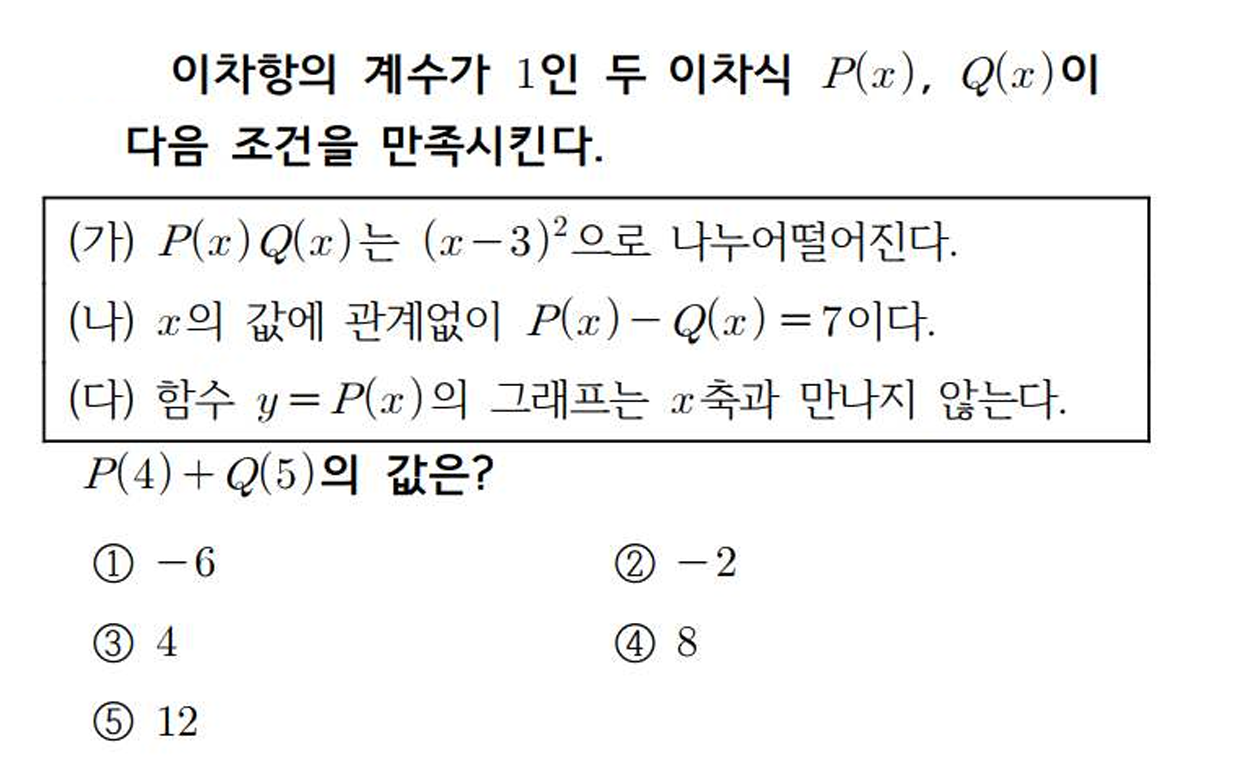 이차항의 계수가 1인 두 이차식 P(x), Q(x)이
다음 조건을 만족시킨다.
(가) P(x)Q(x)는 (x-3)²으로 나누어떨어진다.
(나) x의 값에 관계없이 P(x)-Q(x)=7이다.
(다) 함수 y=P(x)의 그래프는 x축과 만나지 않는다.
P(4)+Q(5)의 값은?
① -6 ② -2
③ 4 ④ 8
⑤ 12